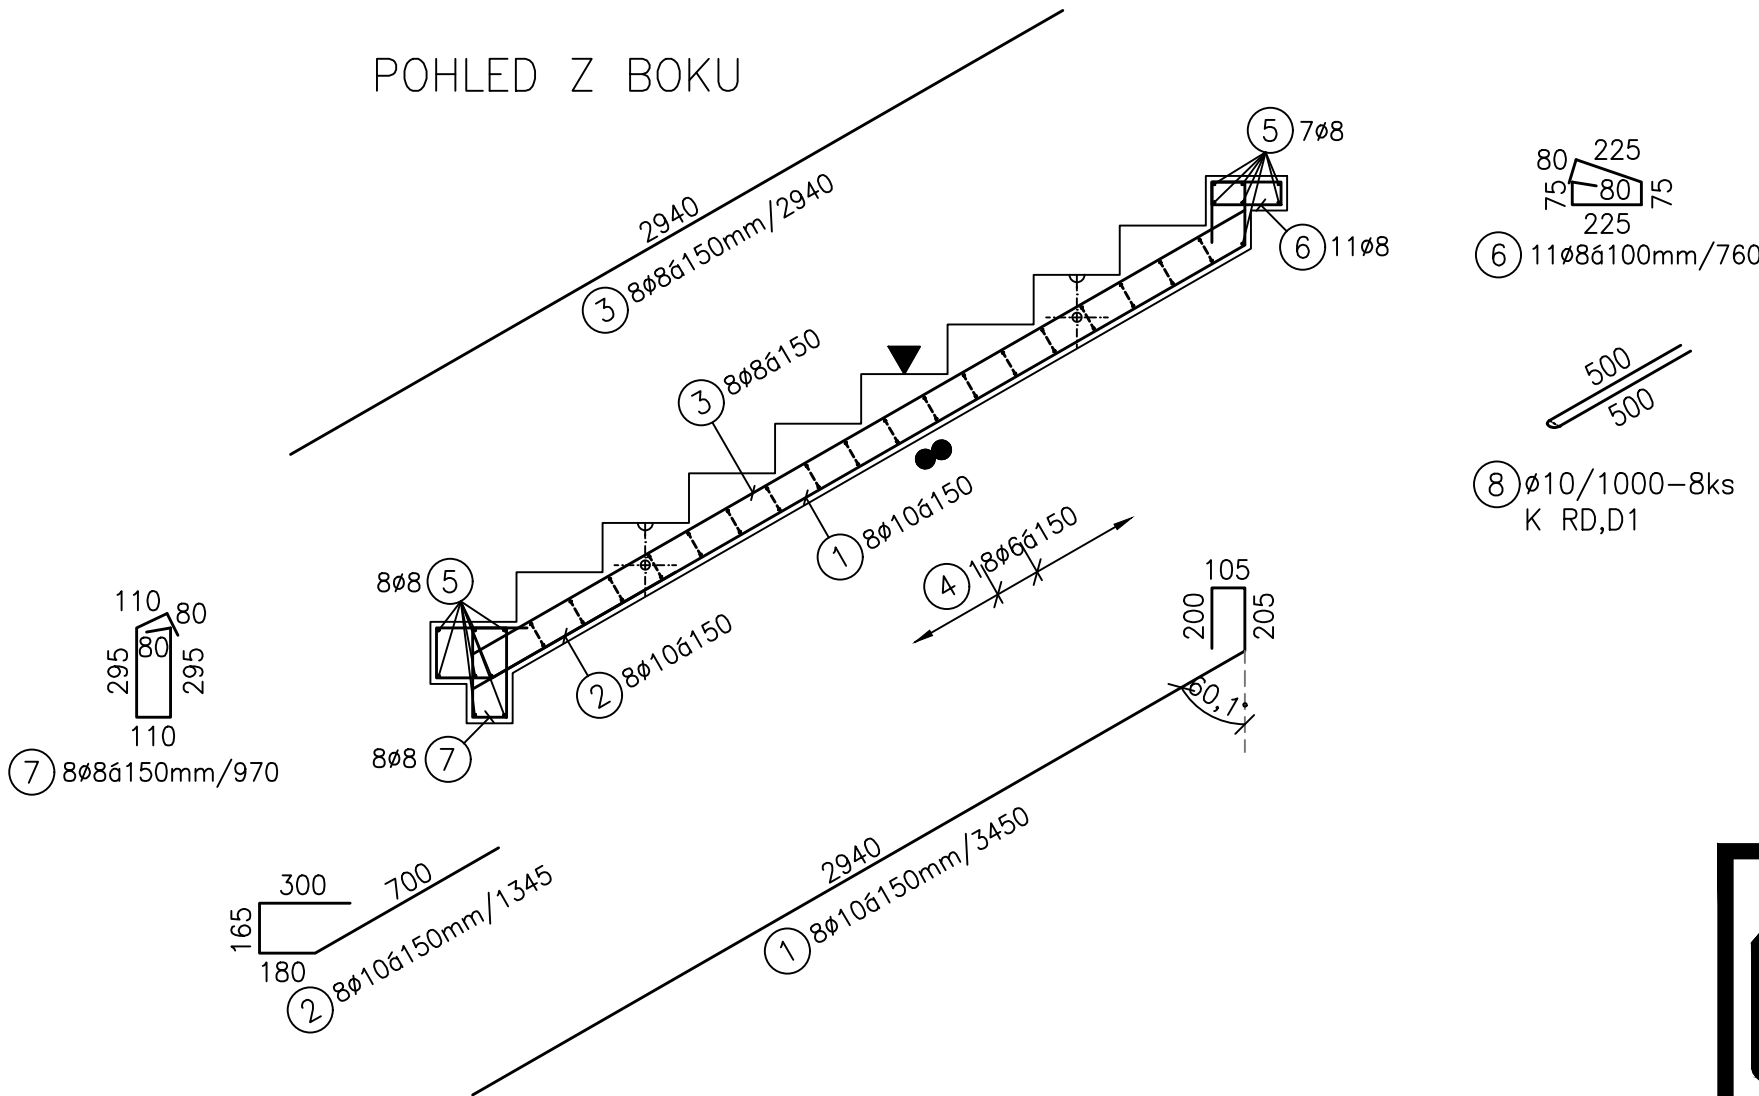 POHLED Z BOKU
2940
3 8ø8á150mm/2940
5 7ø8
6 11ø8
80 225
75 80 75
225
6 11ø8á100mm/760
3 8ø8á150
500
500
8 ø10/1000-8ks
K RD,D1
1 8ø10á150
4 18ø6á150
8ø8 5
2 8ø10á150
105
200 205
60,1°
110 80
80
295 295
110
7 8ø8á150mm/970
8ø8 7
2940
1 8ø10á150mm/3450
300 700
165
180
2 8ø10á150mm/1345